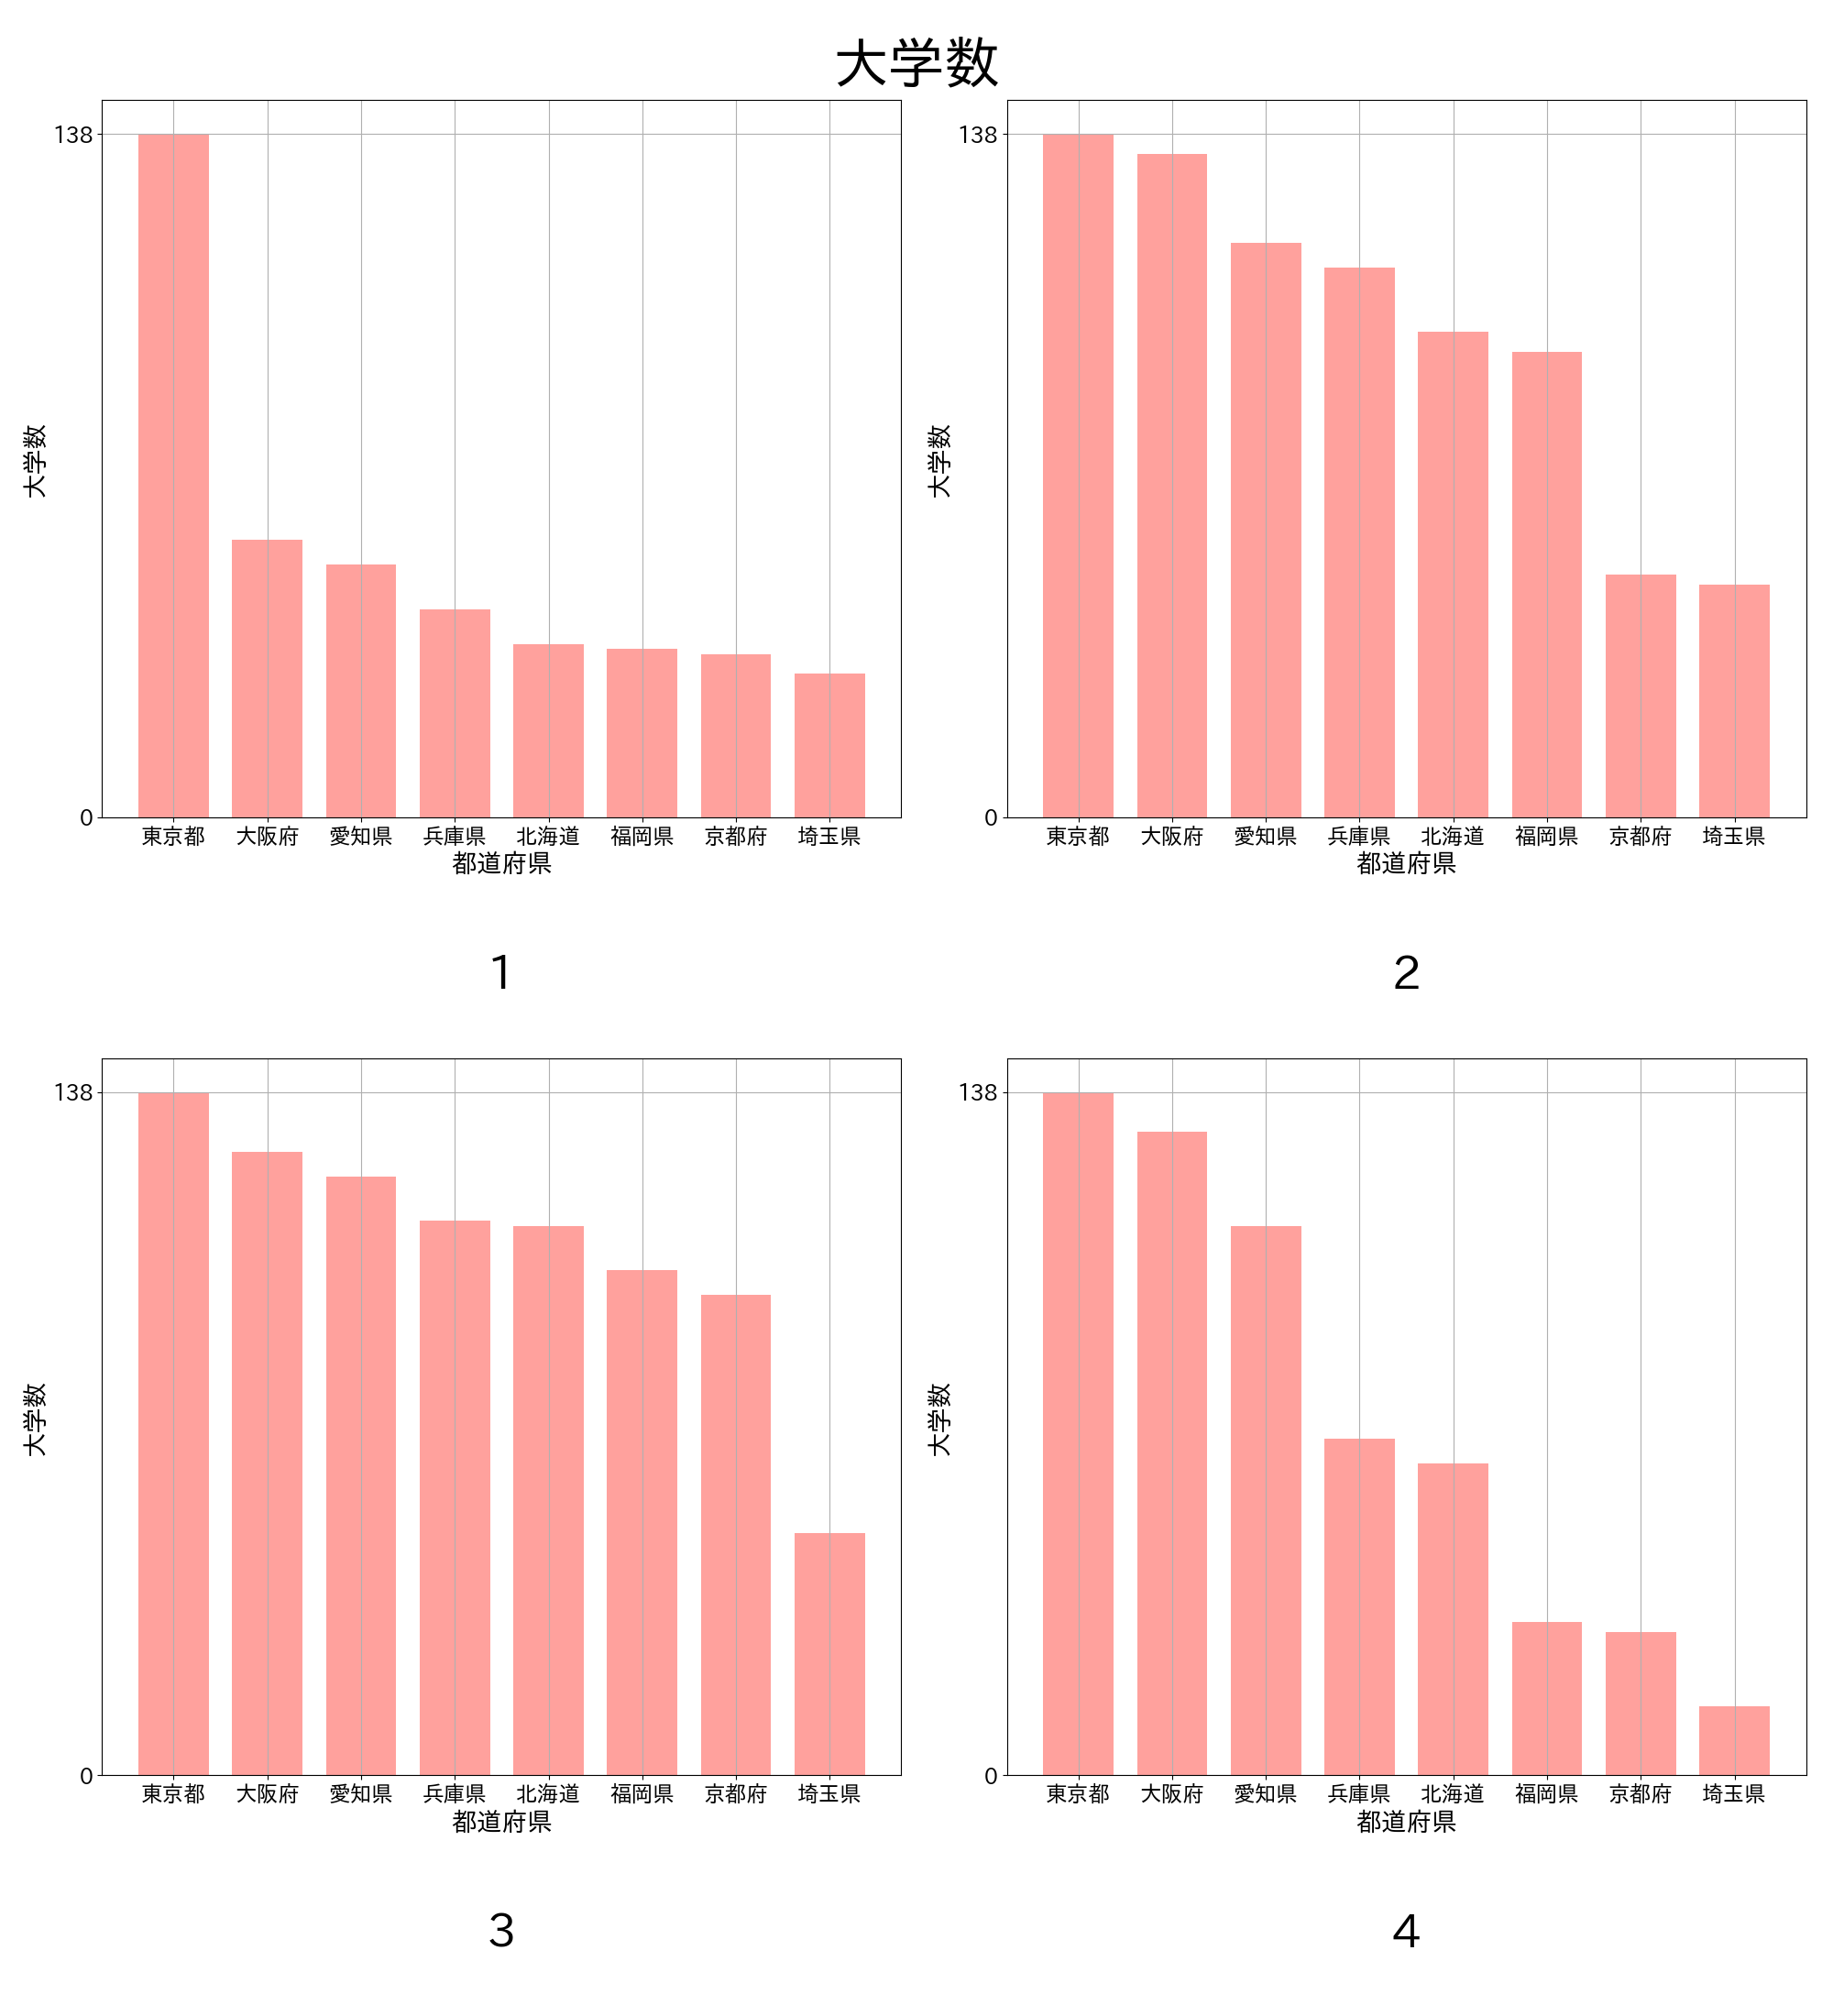 大学数
138
0
大学数
東京都 大阪府 愛知県 兵庫県 北海道 福岡県 京都府 埼玉県
都道府県
1
138
0
大学数
東京都 大阪府 愛知県 兵庫県 北海道 福岡県 京都府 埼玉県
都道府県
2
138
0
大学数
東京都 大阪府 愛知県 兵庫県 北海道 福岡県 京都府 埼玉県
都道府県
3
138
0
大学数
東京都 大阪府 愛知県 兵庫県 北海道 福岡県 京都府 埼玉県
都道府県
4